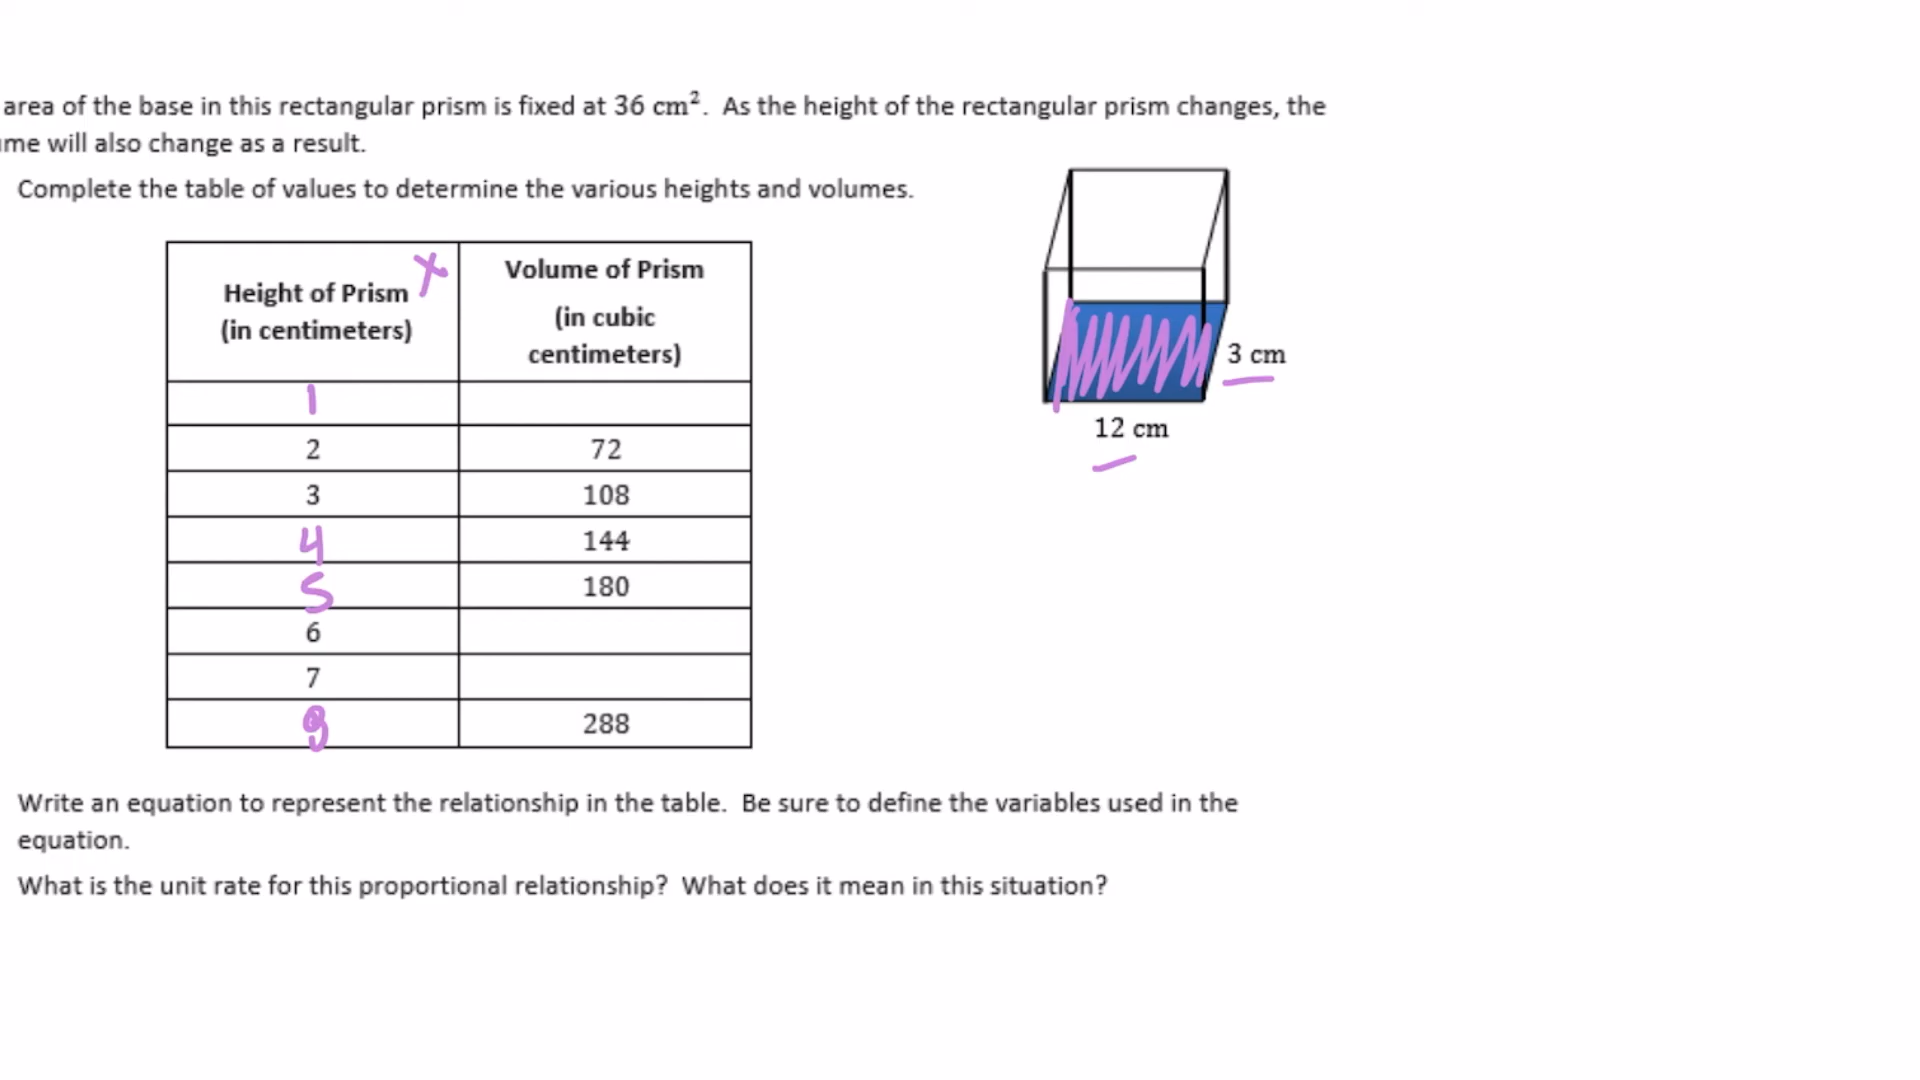 area of the base in this rectangular prism is fixed at 36 cm². As the height of the rectangular prism changes, the
me will also change as a result.
Complete the table of values to determine the various heights and volumes.
Height of Prism x
(in centimeters)
Volume of Prism
(in cubic
centimeters)
1
2 72
3 108
4 144
5 180
6
7
8 288
3 cm
12 cm
Write an equation to represent the relationship in the table. Be sure to define the variables used in the
equation.
What is the unit rate for this proportional relationship? What does it mean in this situation?